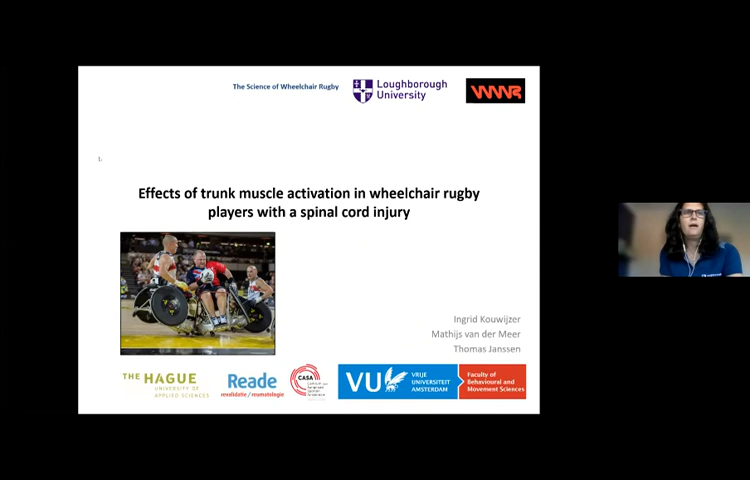 The Science of Wheelchair Rugby
Loughborough
University
WWR
Effects of trunk muscle activation in wheelchair rugby
players with a spinal cord injury
Ingrid Kouwijzer
Mathijs van der Meer
Thomas Janssen
THE HAGUE
UNIVERSITY OF
APPLIED SCIENCES
Reade
revalidatie / reumatologie
CASA
VU
VRIJE
UNIVERSITEIT
AMSTERDAM
Faculty of
Behavioural and
Movement Sciences